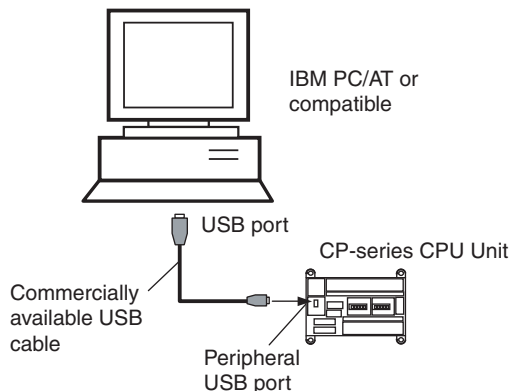 IBM PC/AT or
compatible
USB port
CP-series CPU Unit
Commercially
available USB
cable
Peripheral
USB port